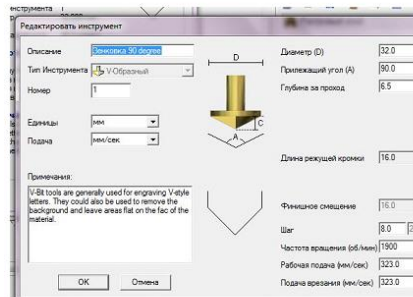 нструмента
Редактировать инструмент
Описание Зенковка 90 degree
Тип Инструмента V-Образный
Номер 1
Единицы мм
Подача мм/сек
Примечания:
V-Bit tools are generally used for engraving V-style
letters. They could also be used to remove the
background and leave areas flat on the fac of the
material.
OK Отмена
D
C
A
Диаметр (D) 32.0
Прилежащий угол (A) 90.0
Глубина за проход 6.5
Длина режущей кромки 16.0
Финишное смещение 16.0
Шаг 8.0
Частота вращения (об/мин) 1900
Рабочая подача (мм/сек) 323.0
Подача врезания (мм/сек) 323.0